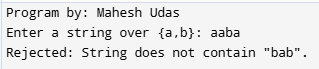 Program by: Mahesh Udas
Enter a string over {a,b}: aaba
Rejected: String does not contain "bab".